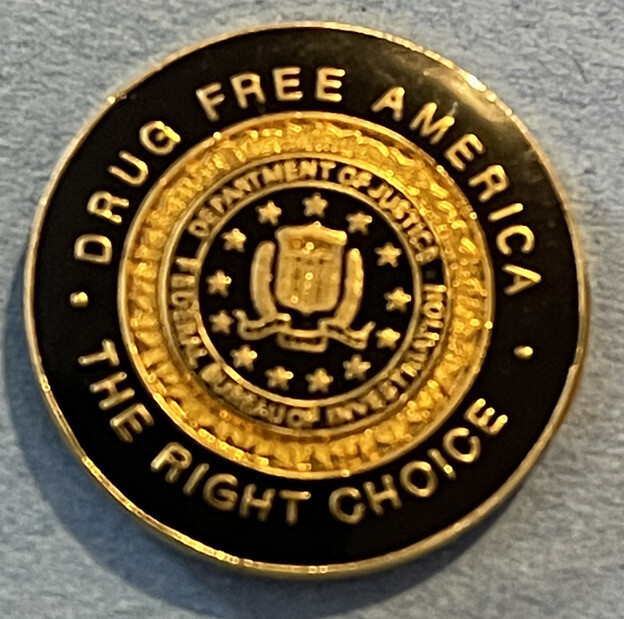 DRUG FREE AMERICA
THE RIGHT CHOICE
DEPARTMENT OF JUSTICE
FEDERAL BUREAU OF INVESTIGATION